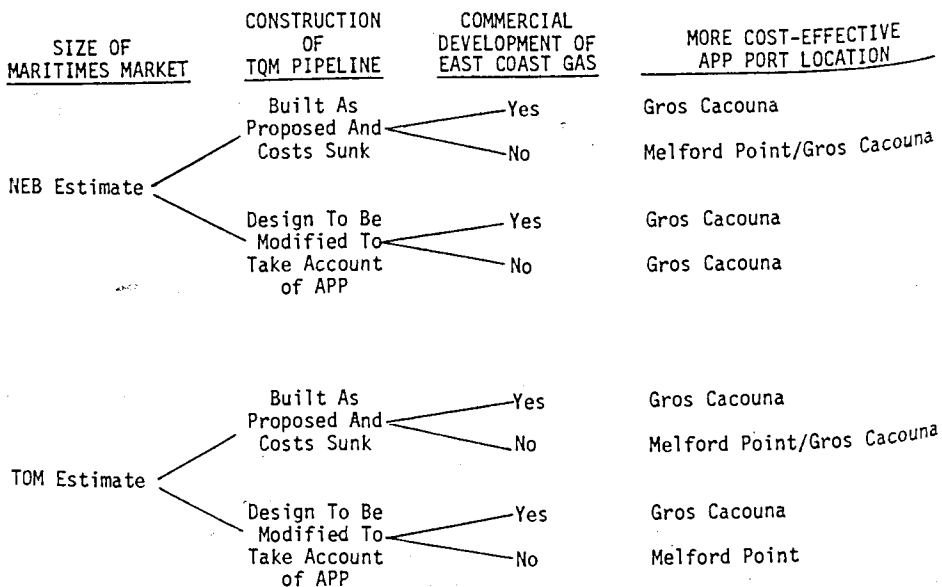 SIZE OF
MARITIMES MARKET
CONSTRUCTION
OF
TQM PIPELINE
COMMERCIAL
DEVELOPMENT OF
EAST COAST GAS
MORE COST-EFFECTIVE
APP PORT LOCATION
NEB Estimate
Built As
Proposed And
Costs Sunk
Yes
Gros Cacouna
No
Melford Point/Gros Cacouna
Design To Be
Modified To
Take Account
of APP
Yes
Gros Cacouna
No
Gros Cacouna
TOM Estimate
Built As
Proposed And
Costs Sunk
Yes
Gros Cacouna
No
Melford Point/Gros Cacouna
Design To Be
Modified To
Take Account
of APP
Yes
Gros Cacouna
No
Melford Point